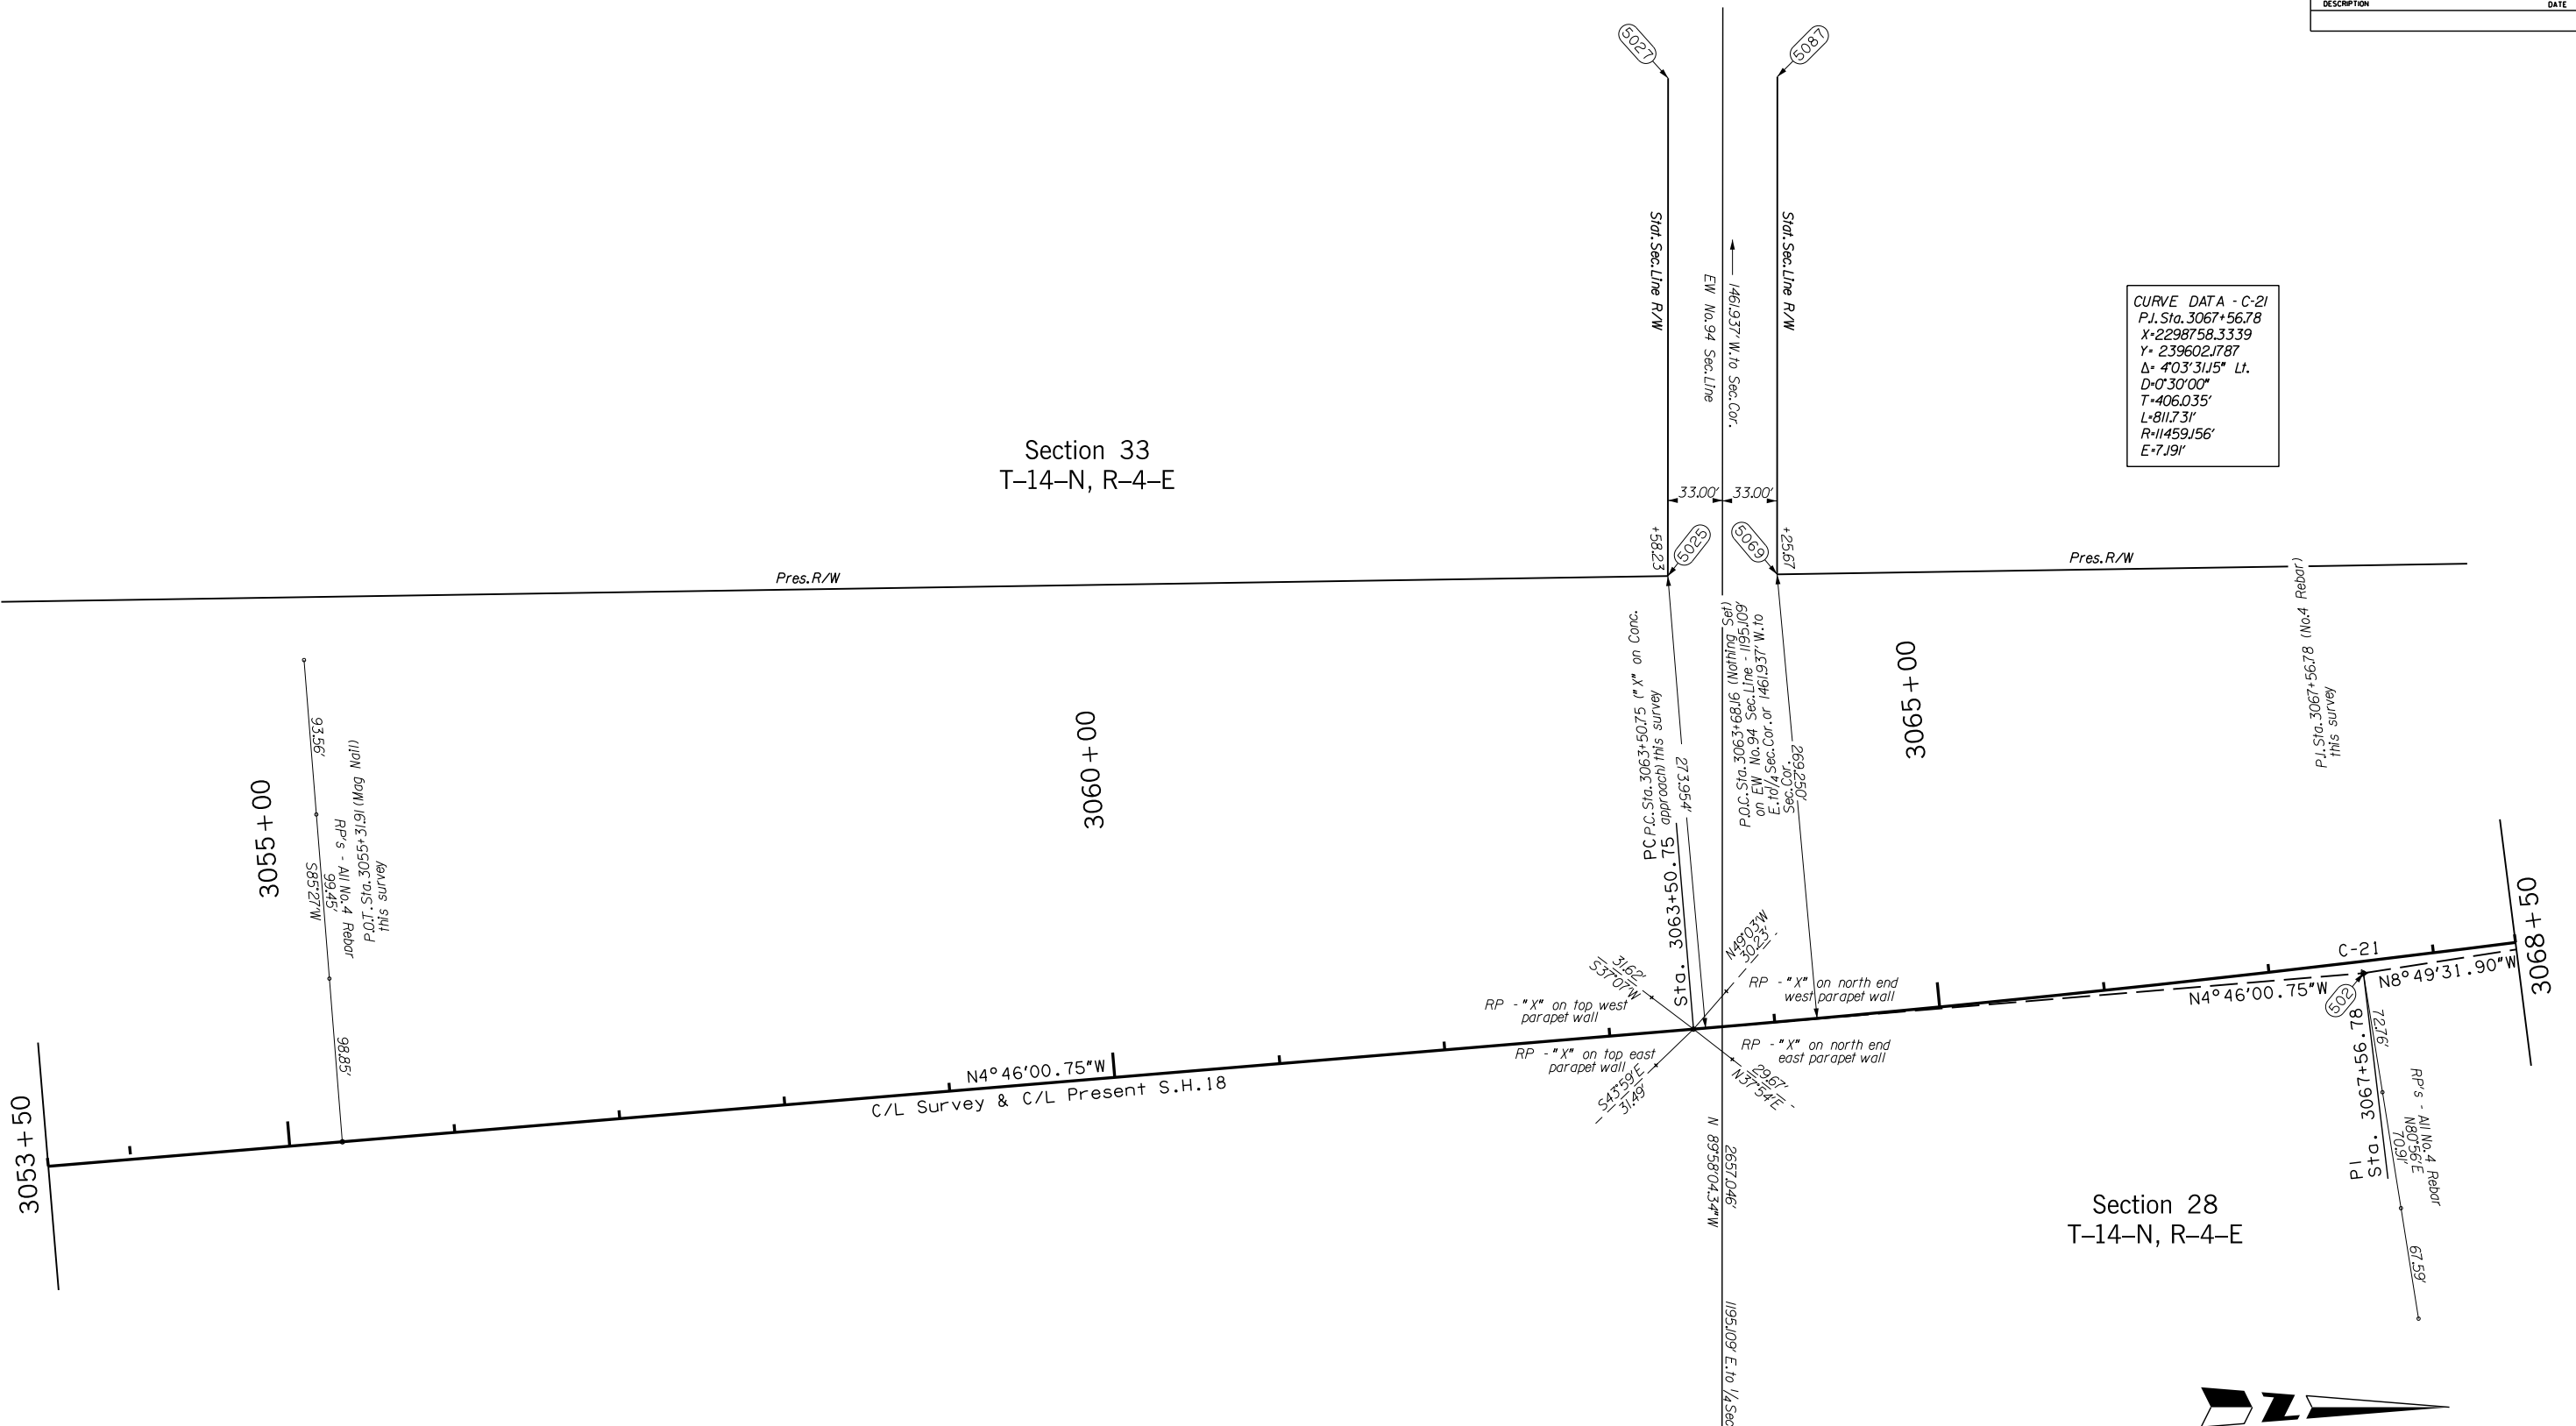 DESCRIPTION DATE
5027
5087
Stat.Sec.Line R/W
EW No.94 Sec.Line
1461.937' W.to Sec.Cor.
Stat.Sec.Line R/W
CURVE DATA - C-21
P.I. Sta. 3067+56.78
X=2298758.3339
Y= 239602.1787
Δ= 4°03'31.15" Lt.
D=0°30'00"
T=406.035'
L=811.731'
R=11459.156'
E=7.191'
Section 33
T-14-N, R-4-E
33.00' 33.00'
+58.23
5025
5069
+25.67
Pres.R/W
Pres.R/W
93.56'
99.45'
S85°27'W
98.85'
RP's - All No.4 Rebar
P.O.T. Sta. 3055+31.91 (Mag Nail)
this survey
3055+00
3060+00
3065+00
PC
Sta. 3063+50.75
P.C. Sta. 3063+50.75 ("X" on Conc.
approach) this survey
273.954'
P.O.C. Sta. 3063+68.16 (Nothing Set)
on EW No.94 Sec.Line - 1195.109'
E.to 1/4 Sec.Cor. or 1461.937' W.to
Sec.Cor.
269.250'
P.I. Sta. 3067+56.78 (No.4 Rebar)
this survey
31.62'
S37°07'W
N49°03'W
30.23'
RP - "X" on top west
parapet wall
RP - "X" on north end
west parapet wall
RP - "X" on top east
parapet wall
RP - "X" on north end
east parapet wall
S43°59'E
31.49'
29.67'
N37°54'E
C-21
N4°46'00.75"W
N8°49'31.90"W
502
3068+50
N4°46'00.75"W
C/L Survey & C/L Present S.H.18
3053+50
N 89°58'04.34"W
2657.046'
1195.109' E.to 1/4 Sec
PI
Sta. 3067+56.78
72.76'
70.91'
N80°56'E
RP's - All No.4 Rebar
67.59'
Section 28
T-14-N, R-4-E
N